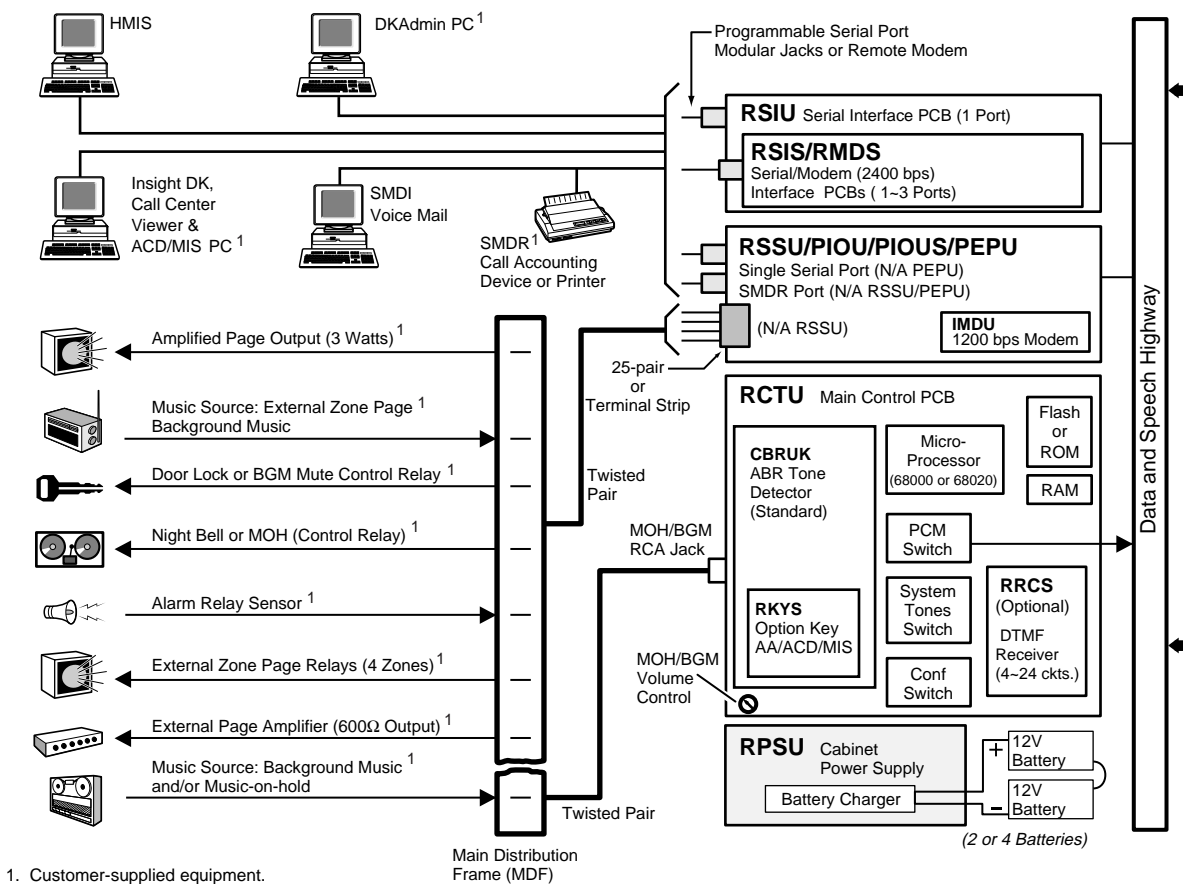 HMIS
DKAdmin PC 1
Programmable Serial Port
Modular Jacks or Remote Modem
RSIU Serial Interface PCB (1 Port)
RSIS/RMDS
Serial/Modem (2400 bps)
Interface PCBs ( 1~3 Ports)
Insight DK,
Call Center
Viewer &
ACD/MIS PC 1
SMDI
Voice Mail
SMDR 1
Call Accounting
Device or Printer
RSSU/PIOU/PIOUS/PEPU
Single Serial Port (N/A PEPU)
SMDR Port (N/A RSSU/PEPU)
(N/A RSSU)
IMDU
1200 bps Modem
25-pair
or
Terminal Strip
Amplified Page Output (3 Watts) 1
Music Source: External Zone Page 1
Background Music
Door Lock or BGM Mute Control Relay 1
Night Bell or MOH (Control Relay) 1
Alarm Relay Sensor 1
External Zone Page Relays (4 Zones) 1
External Page Amplifier (600Ω Output) 1
Music Source: Background Music 1
and/or Music-on-hold
Twisted
Pair
Twisted Pair
Main Distribution
Frame (MDF)
MOH/BGM
RCA Jack
MOH/BGM
Volume
Control
RCTU Main Control PCB
CBRUK
ABR Tone
Detector
(Standard)
RKYS
Option Key
AA/ACD/MIS
Micro-
Processor
(68000 or 68020)
Flash
or
ROM
RAM
PCM
Switch
System
Tones
Switch
Conf
Switch
RRCS
(Optional)
DTMF
Receiver
(4~24 ckts.)
RPSU Cabinet
Power Supply
Battery Charger
+
12V
Battery
–
12V
Battery
(2 or 4 Batteries)
Data and Speech Highway
1. Customer-supplied equipment.